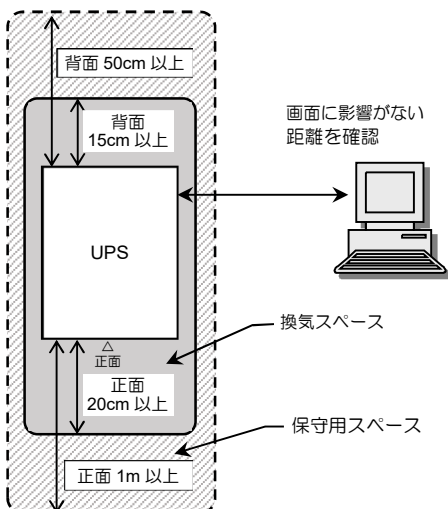 背面 50cm 以上
背面
15cm 以上
画面に影響がない
距離を確認
UPS
換気スペース
△
正面
正面
20cm 以上
保守用スペース
正面 1m 以上